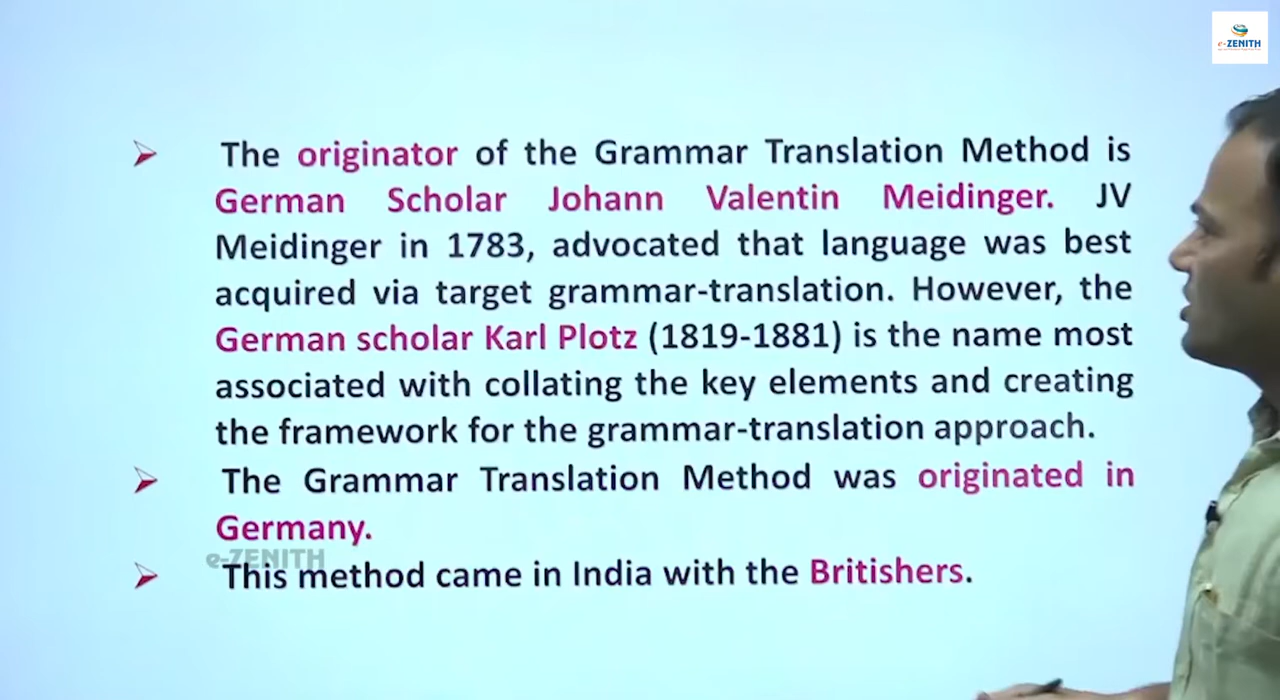 e-ZENITH
➢ The originator of the Grammar Translation Method is
German Scholar Johann Valentin Meidinger. JV
Meidinger in 1783, advocated that language was best
acquired via target grammar-translation. However, the
German scholar Karl Plotz (1819-1881) is the name most
associated with collating the key elements and creating
the framework for the grammar-translation approach.
➢ The Grammar Translation Method was originated in
Germany.
e-ZENITH
➢ This method came in India with the Britishers.